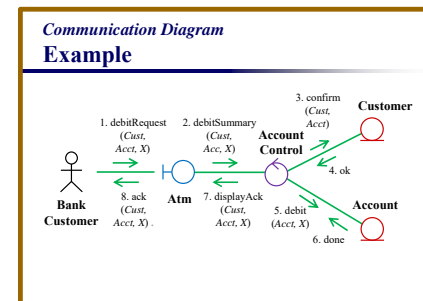 Communication Diagram
Example
1. debitRequest
(Cust,
Acct, X)
2. debitSummary
(Cust,
Acc, X)
3. confirm
(Cust,
Acct)
Customer
Account
Control
4. ok
Bank
Customer
8. ack
(Cust,
Acct, X) .
Atm
7. displayAck
(Cust,
Acct, X)
5. debit
(Acct, X)
Account
6. done